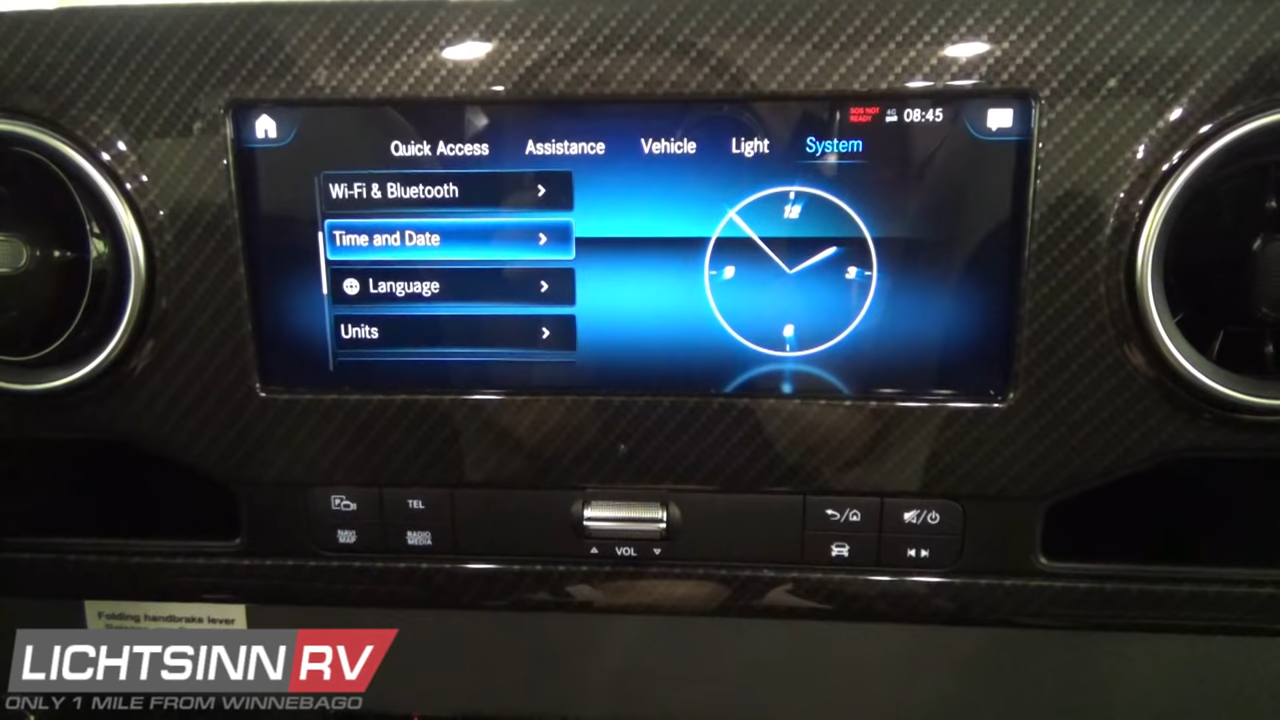 SOS NOT
READY
4G
08:45
Quick Access Assistance Vehicle Light System
Wi-Fi & Bluetooth
Time and Date
Language
Units
12
9
3
6
P
TEL
NAVI
MAP
RADIO
MEDIA
VOL
Folding handbrake lever
LICHTSINN RV
ONLY 1 MILE FROM WINNEBAGO